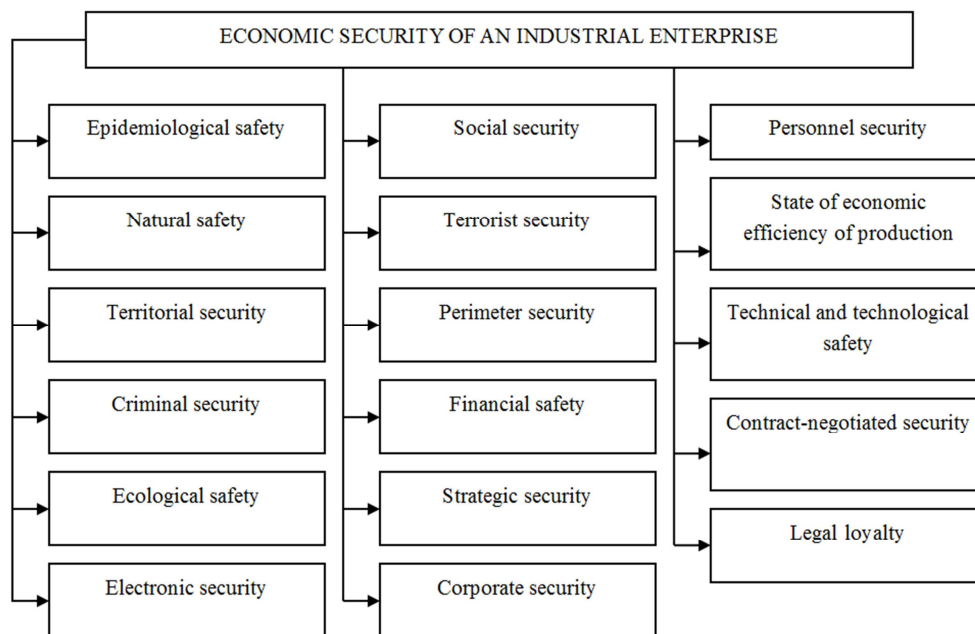 ECONOMIC SECURITY OF AN INDUSTRIAL ENTERPRISE
Epidemiological safety
Natural safety
Territorial security
Criminal security
Ecological safety
Electronic security
Social security
Terrorist security
Perimeter security
Financial safety
Strategic security
Corporate security
Personnel security
State of economic
efficiency of production
Technical and technological
safety
Contract-negotiated security
Legal loyalty